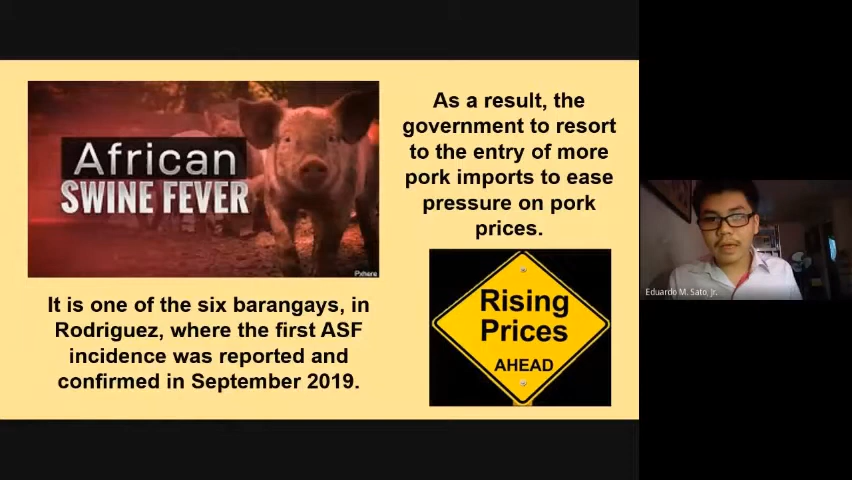 African
SWINE FEVER
Pxhere
It is one of the six barangays, in
Rodriguez, where the first ASF
incidence was reported and
confirmed in September 2019.
As a result, the
government to resort
to the entry of more
pork imports to ease
pressure on pork
prices.
Rising
Prices
AHEAD
Eduardo M. Sato, Jr.